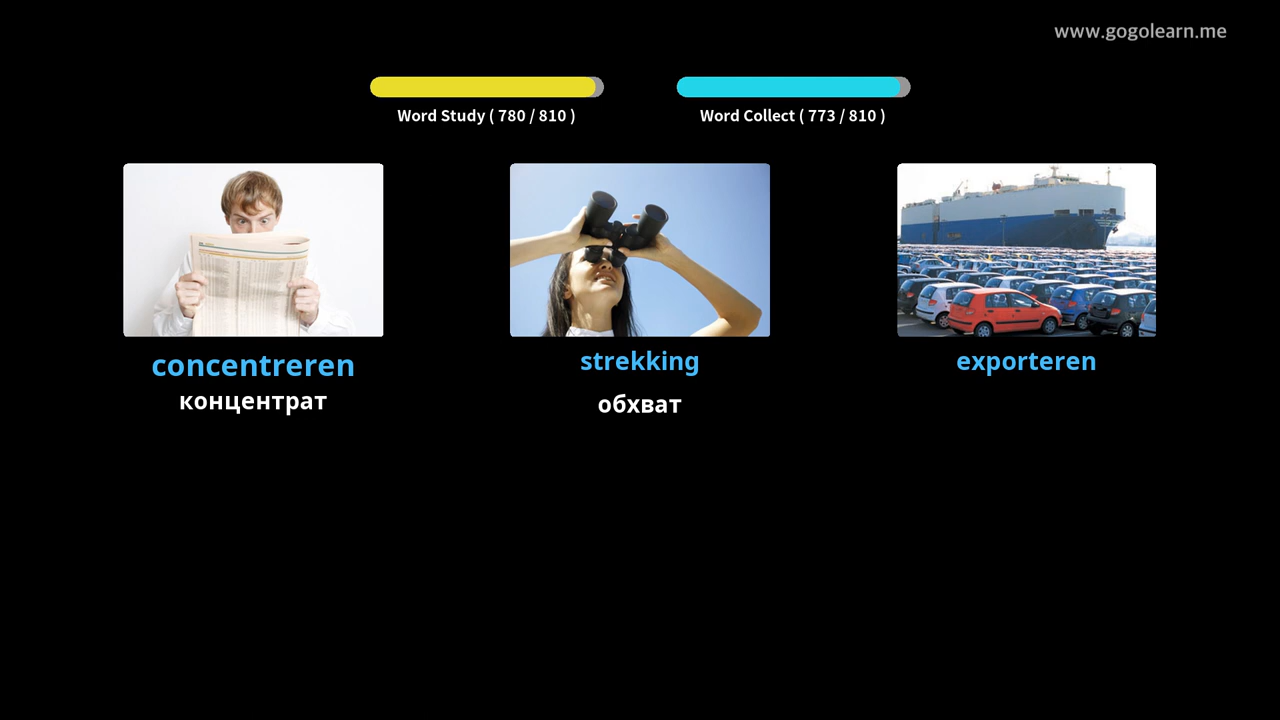 www.gogolearn.me
Word Study ( 780 / 810 )
Word Collect ( 773 / 810 )
concentreren
концентрат
strekking
обхват
exporteren